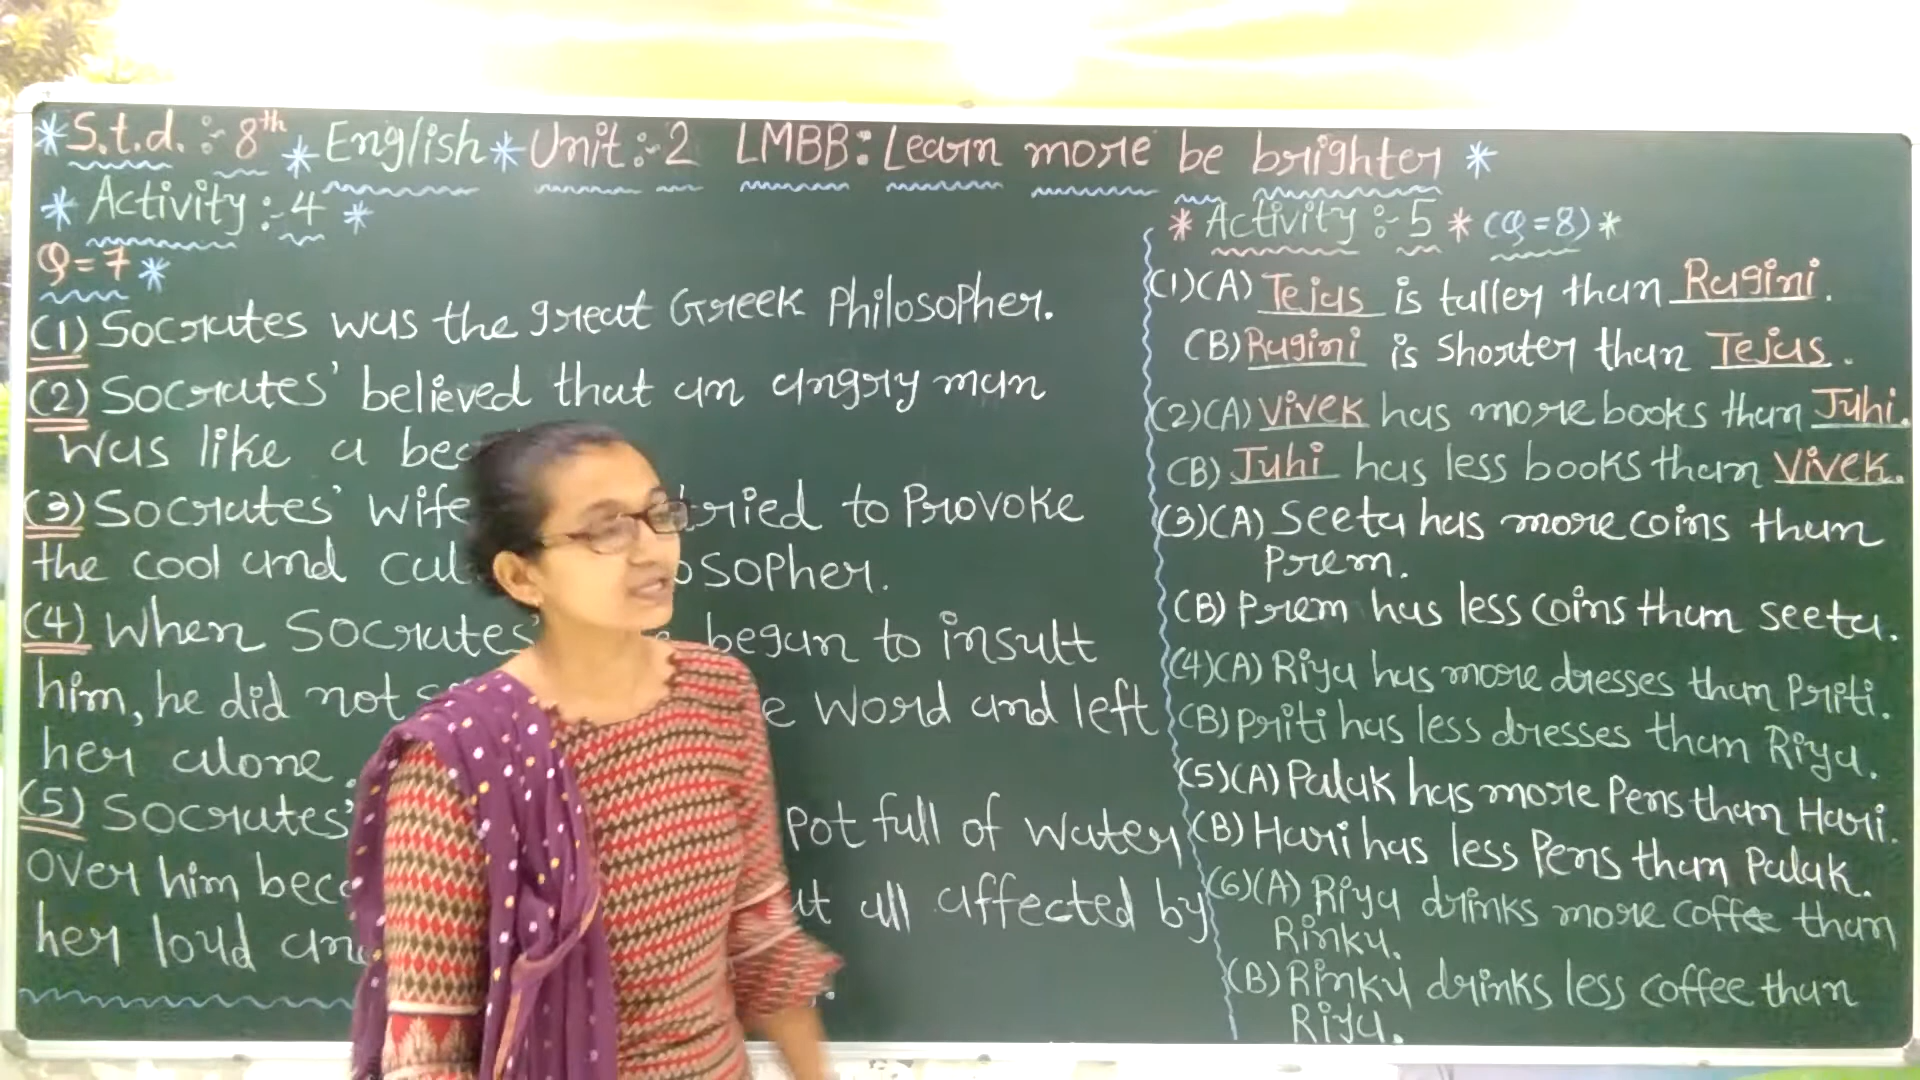 *S.t.d. :- 8th * English * Unit :- 2 LMBB: Learn more be brighter *
* Activity :- 4 *
Q=7 *
(1) Socrates was the great Greek Philosopher.
(2) Socrates' believed that an angry man
was like a
(3) Socrates' wife tried to Provoke
the cool and
(4) When Socrates' began to insult
him, he did not word and left
her alone.
(5) Socrates' Pot full of water
over him all affected by
her loud
* Activity :- 5 * (Q=8) *
(1)(A) Tejas is taller than Ragini.
(B) Ragini is shorter than Tejas.
(2)(A) Vivek has more books than Juhi.
(B) Juhi has less books than Vivek.
(3)(A) Seeta has more coins than
Prem.
(B) Prem has less coins than seeta.
(4)(A) Riya has more dresses than Priti.
(B) Priti has less dresses than Riya.
(5)(A) Palak has more Pens than Hari.
(B) Hari has less Pens than Palak.
(6)(A) Riya drinks more coffee than
Rinku.
(B) Rinku drinks less coffee than
Riya.